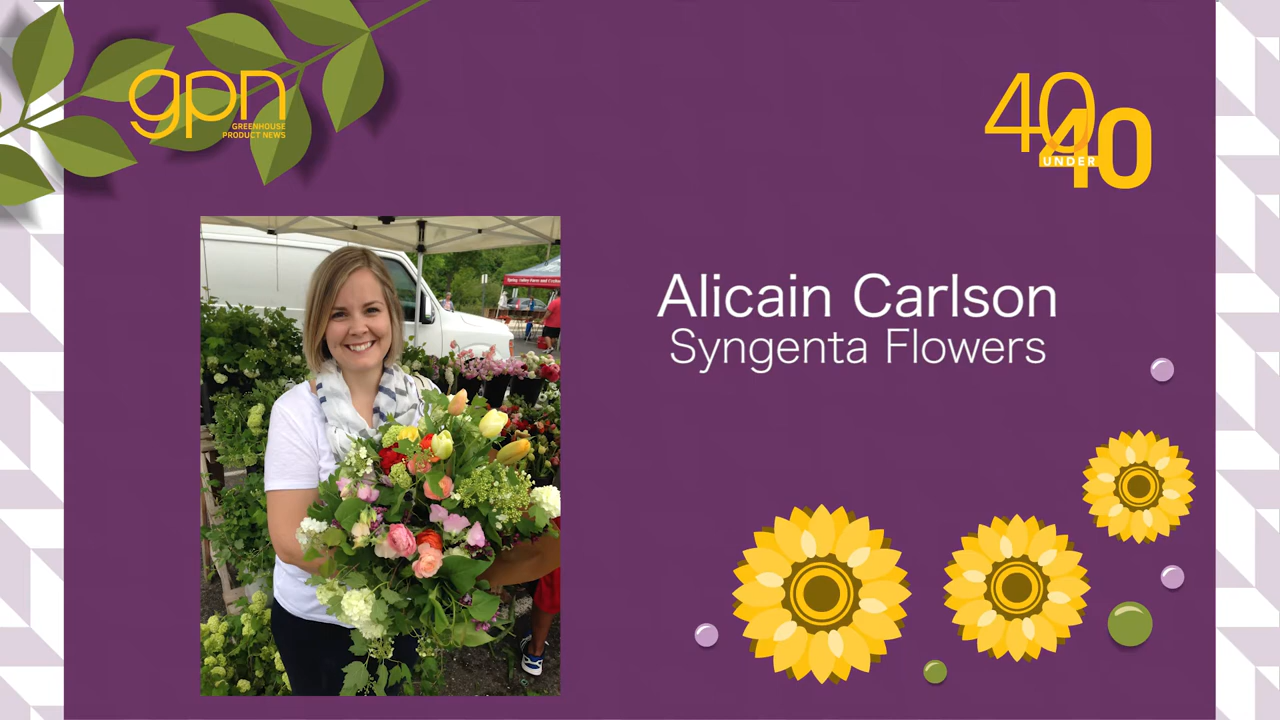 gpn
GREENHOUSE
PRODUCT NEWS
40
UNDER
40
Alicain Carlson
Syngenta Flowers